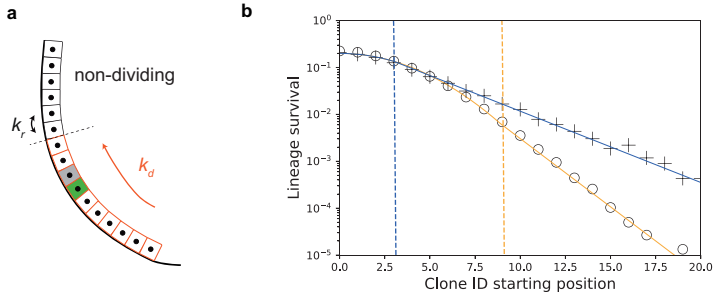 a
non-dividing
k_r
k_d
b
10^0
10^-1
10^-2
10^-3
10^-4
10^-5
Lineage survival
0.0 2.5 5.0 7.5 10.0 12.5 15.0 17.5 20.0
Clone ID starting position